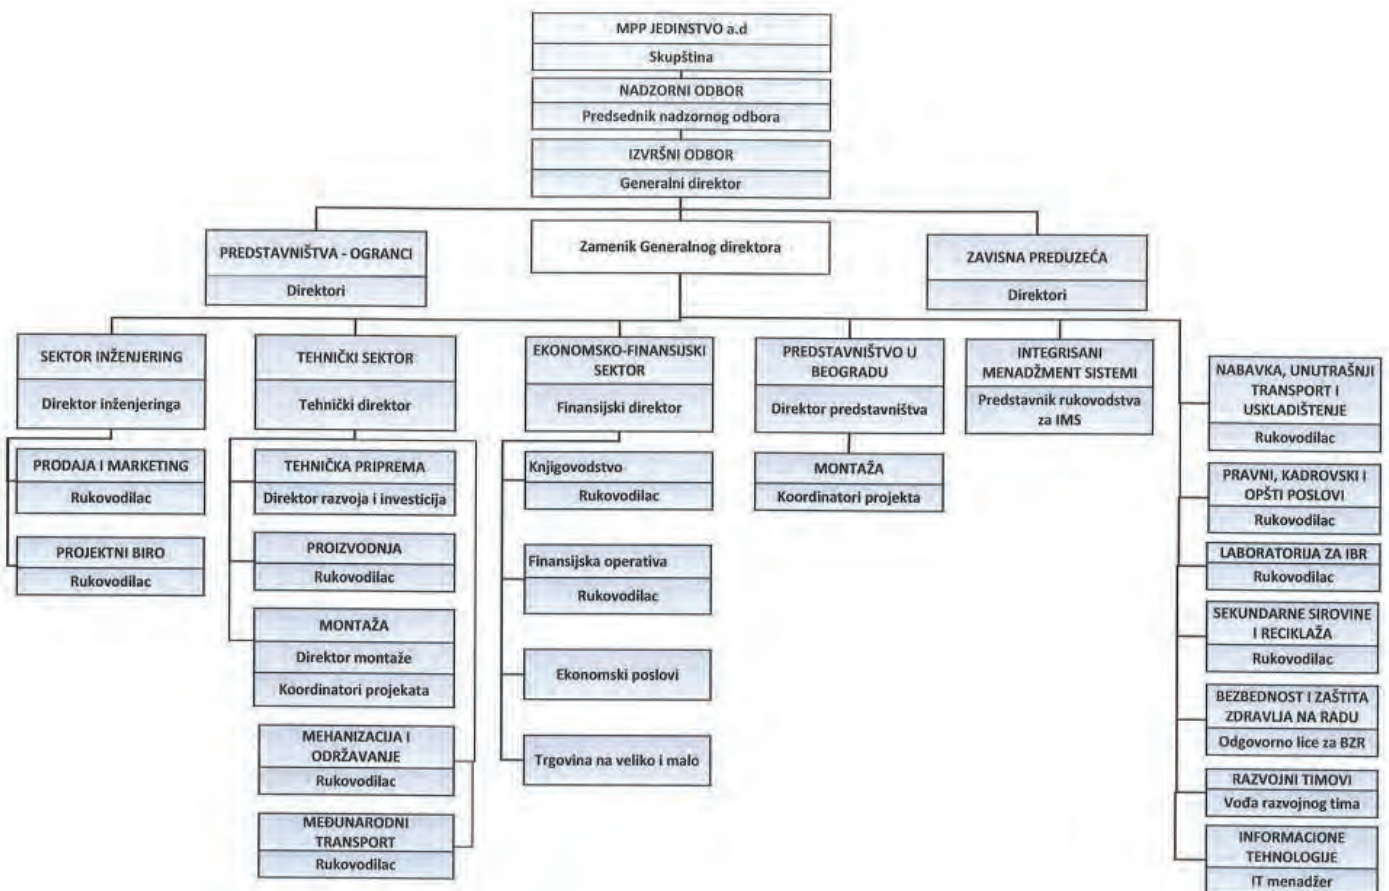 MPP JEDINSTVO a.d
Skupština
NADZORNI ODBOR
Predsednik nadzornog odbora
IZVRŠNI ODBOR
Generalni direktor
PREDSTAVNIŠTVA - OGRANCI
Direktori
Zamenik Generalnog direktora
ZAVISNA PREDUZEĆA
Direktori
SEKTOR INŽENJERING
Direktor inženjeringa
PRODAJA I MARKETING
Rukovodilac
PROJEKTNI BIRO
Rukovodilac
TEHNIČKI SEKTOR
Tehnički direktor
TEHNIČKA PRIPREMA
Direktor razvoja i investicija
PROIZVODNJA
Rukovodilac
MONTAŽA
Direktor montaže
Koordinatori projekata
MEHANIZACIJA I
ODRŽAVANJE
Rukovodilac
MEĐUNARODNI
TRANSPORT
Rukovodilac
EKONOMSKO-FINANSIJSKI
SEKTOR
Finansijski direktor
Knjigovodstvo
Rukovodilac
Finansijska operativa
Rukovodilac
Ekonomski poslovi
Trgovina na veliko i malo
PREDSTAVNIŠTVO U
BEOGRADU
Direktor predstavništva
MONTAŽA
Koordinatori projekta
INTEGRISANI
MENADŽMENT SISTEMI
Predstavnik rukovodstva
za IMS
NABAVKA, UNUTRAŠNJI
TRANSPORT I
USKLADIŠTENJE
Rukovodilac
PRAVNI, KADROVSKI I
OPŠTI POSLOVI
Rukovodilac
LABORATORIJA ZA IBR
Rukovodilac
SEKUNDARNE SIROVINE
I RECIKLAŽA
Rukovodilac
BEZBEDNOST I ZAŠTITA
ZDRAVLJA NA RADU
Odgovorno lice za BZR
RAZVOJNI TIMOVI
Vođa razvojnog tima
INFORMACIONE
TEHNOLOGIJE
IT menadžer